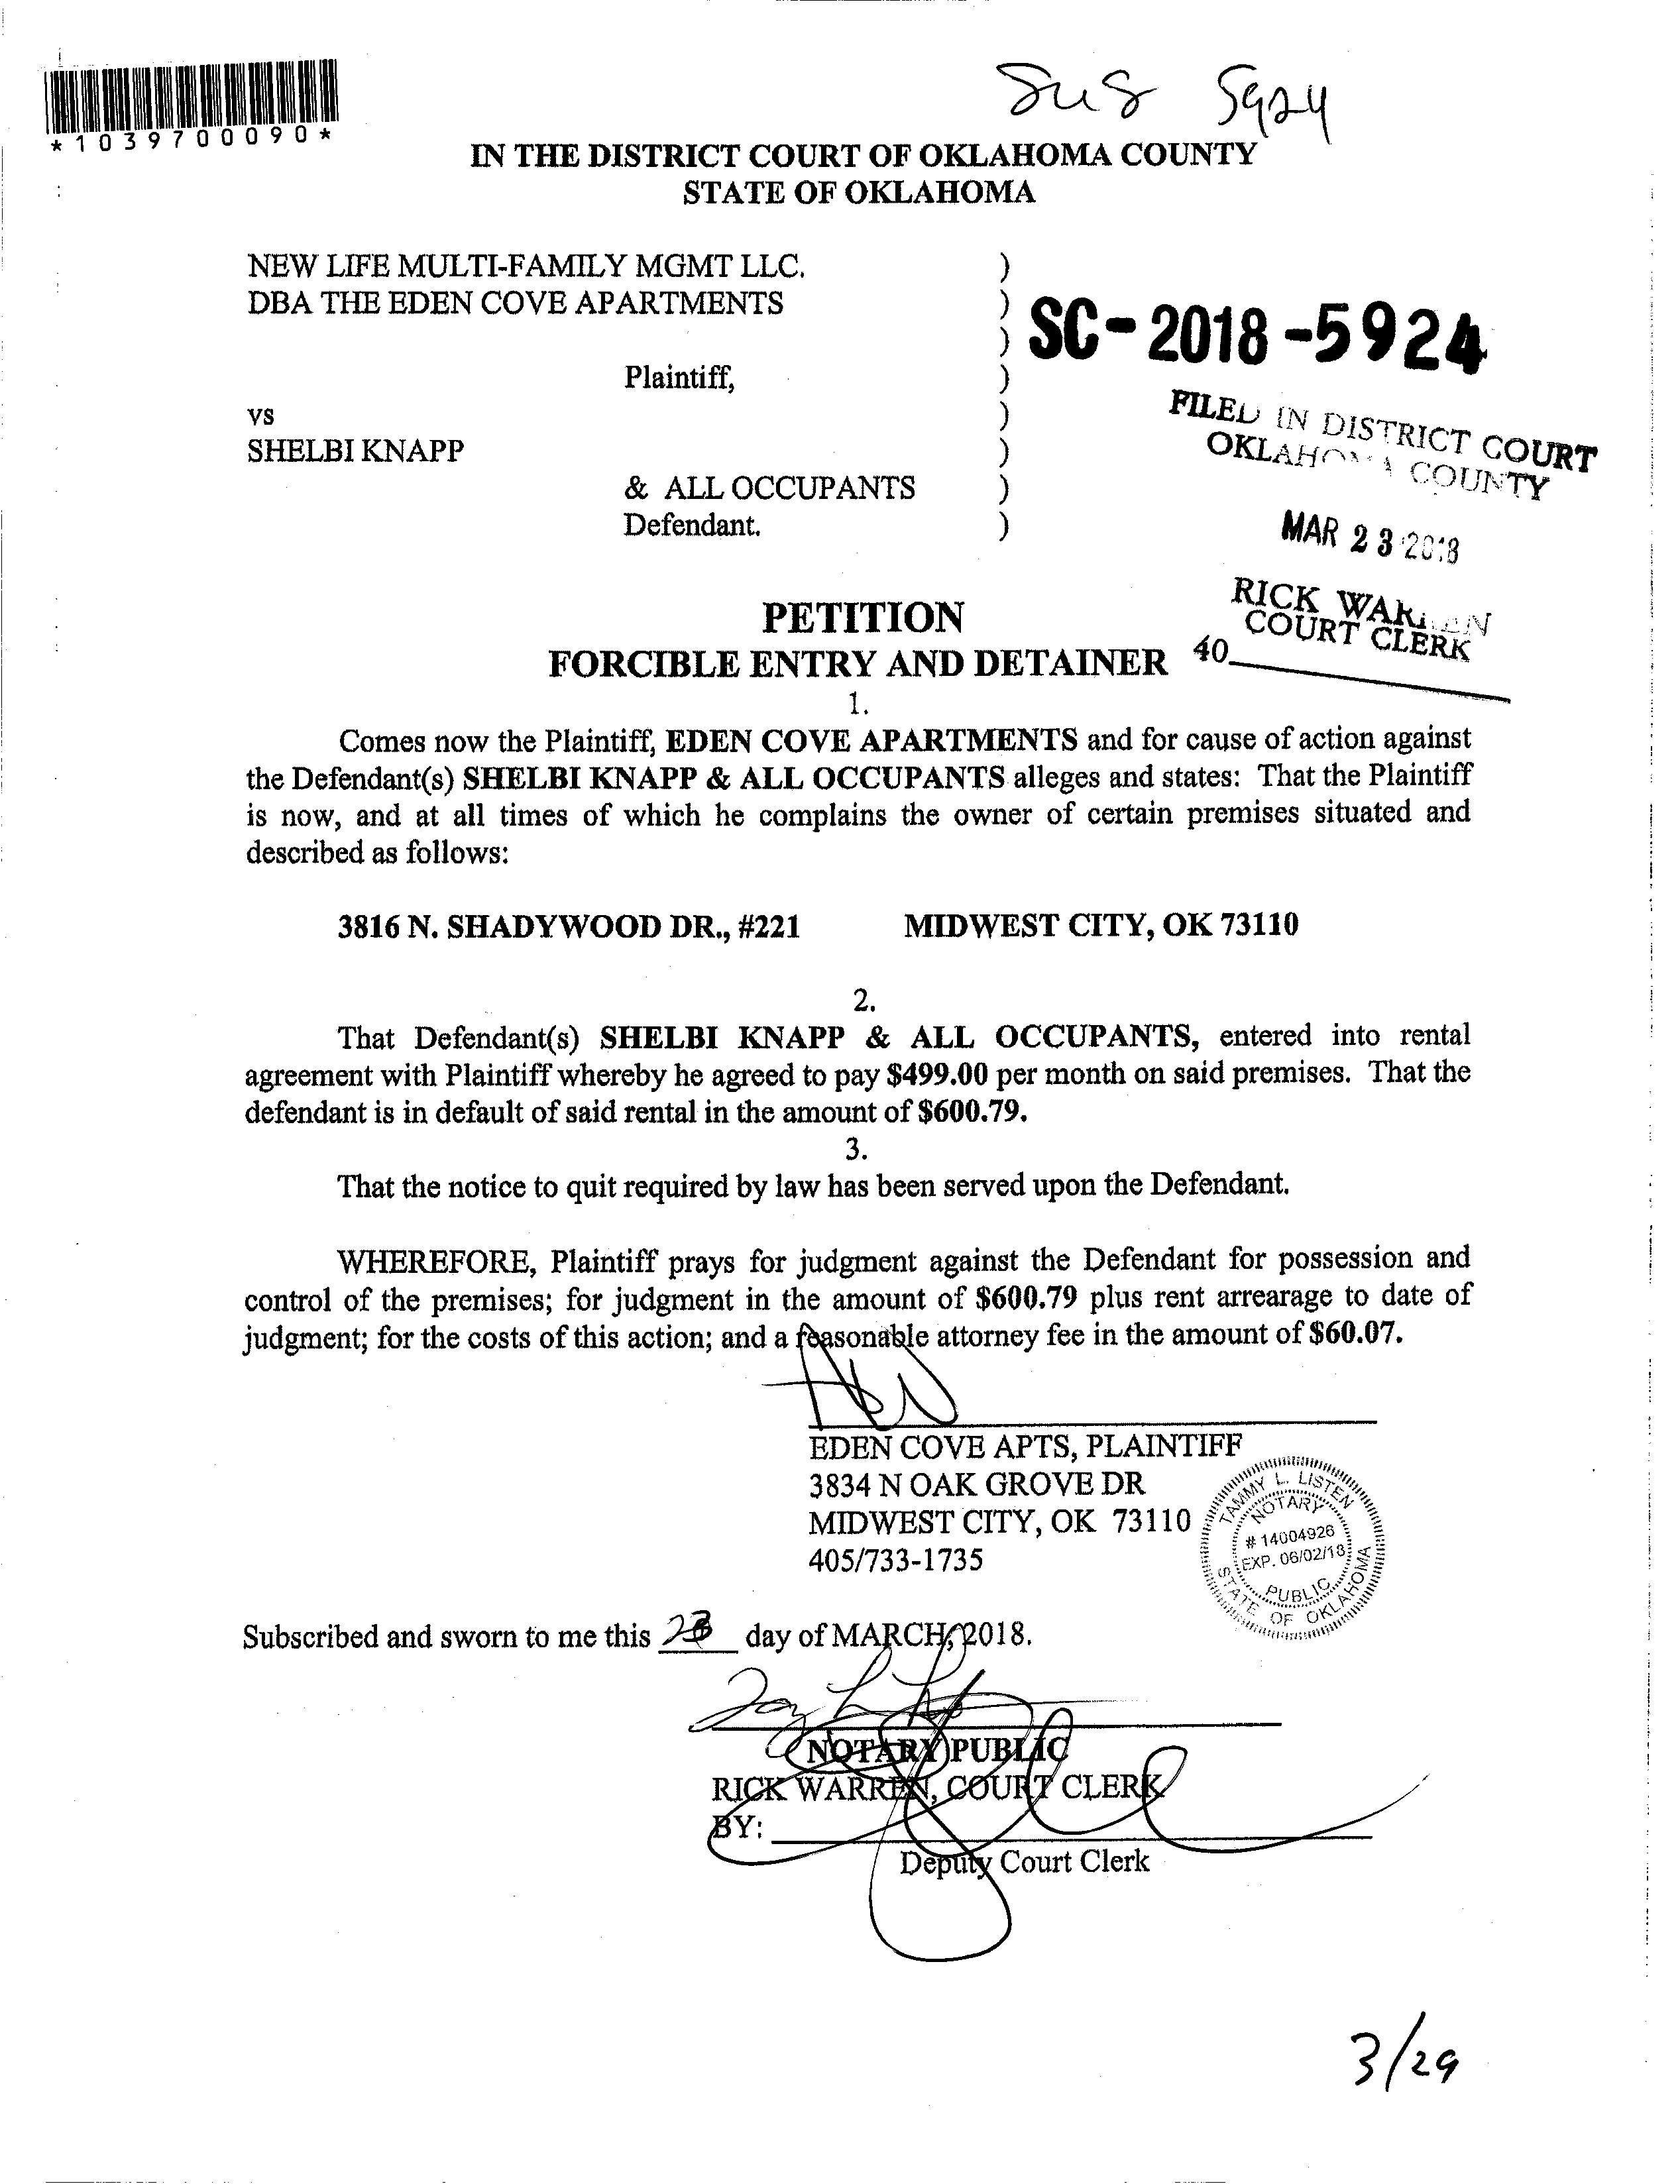 *1039700090*
5924
IN THE DISTRICT COURT OF OKLAHOMA COUNTY
STATE OF OKLAHOMA
NEW LIFE MULTI-FAMILY MGMT LLC. )
DBA THE EDEN COVE APARTMENTS )
)
Plaintiff, )
vs )
SHELBI KNAPP )
& ALL OCCUPANTS )
Defendant. )
SC-2018-5924
FILED IN DISTRICT COURT
OKLAHOMA COUNTY
MAR 23 2018
RICK WARREN
COURT CLERK
40
PETITION
FORCIBLE ENTRY AND DETAINER
1.
Comes now the Plaintiff, EDEN COVE APARTMENTS and for cause of action against
the Defendant(s) SHELBI KNAPP & ALL OCCUPANTS alleges and states: That the Plaintiff
is now, and at all times of which he complains the owner of certain premises situated and
described as follows:
3816 N. SHADYWOOD DR., #221 MIDWEST CITY, OK 73110
2.
That Defendant(s) SHELBI KNAPP & ALL OCCUPANTS, entered into rental
agreement with Plaintiff whereby he agreed to pay $499.00 per month on said premises. That the
defendant is in default of said rental in the amount of $600.79.
3.
That the notice to quit required by law has been served upon the Defendant.
WHEREFORE, Plaintiff prays for judgment against the Defendant for possession and
control of the premises; for judgment in the amount of $600.79 plus rent arrearage to date of
judgment; for the costs of this action; and a reasonable attorney fee in the amount of $60.07.
EDEN COVE APTS, PLAINTIFF
3834 N OAK GROVE DR
MIDWEST CITY, OK 73110
405/733-1735
TAMMY L. LISTEN
NOTARY
# 14004926
EXP. 06/02/18
PUBLIC
STATE OF OKLAHOMA
Subscribed and sworn to me this 23 day of MARCH, 2018.
NOTARY PUBLIC
RICK WARREN, COURT CLERK
BY:
Deputy Court Clerk
3/29